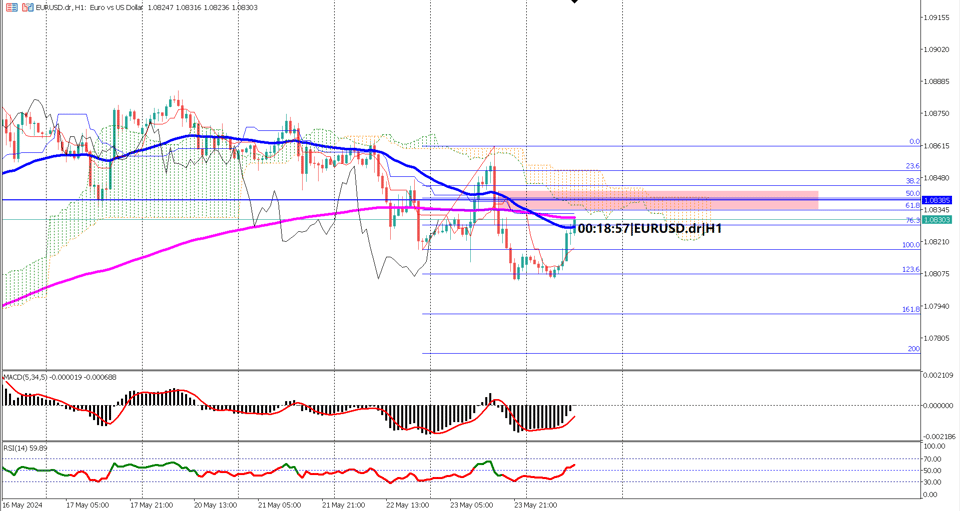 EURUSD.dr, H1: Euro vs US Dollar 1.08247 1.08316 1.08236 1.08303
1.09155
1.09020
1.08885
1.08750
1.08615
1.08480
1.08385
1.08345
1.08303
1.08210
1.08075
1.07940
1.07805
0.0
23.6
38.2
50.0
61.8
76.3
100.0
123.6
161.8
200
00:18:57|EURUSD.dr|H1
MACD(5,34,5) -0.000019 -0.000688
0.002109
0.000000
-0.002186
RSI(14) 59.89
100.00
70.00
50.00
30.00
0.00
16 May 2024
17 May 05:00
17 May 21:00
20 May 13:00
21 May 05:00
21 May 21:00
22 May 13:00
23 May 05:00
23 May 21:00